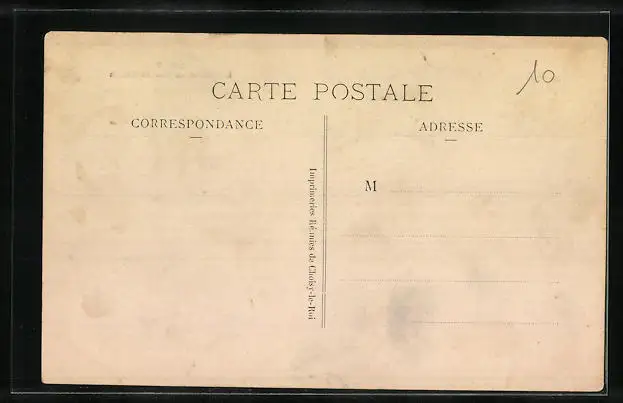 10
CARTE POSTALE
CORRESPONDANCE
ADRESSE
M
Imprimeries Réunies de Choisy-le-Roi